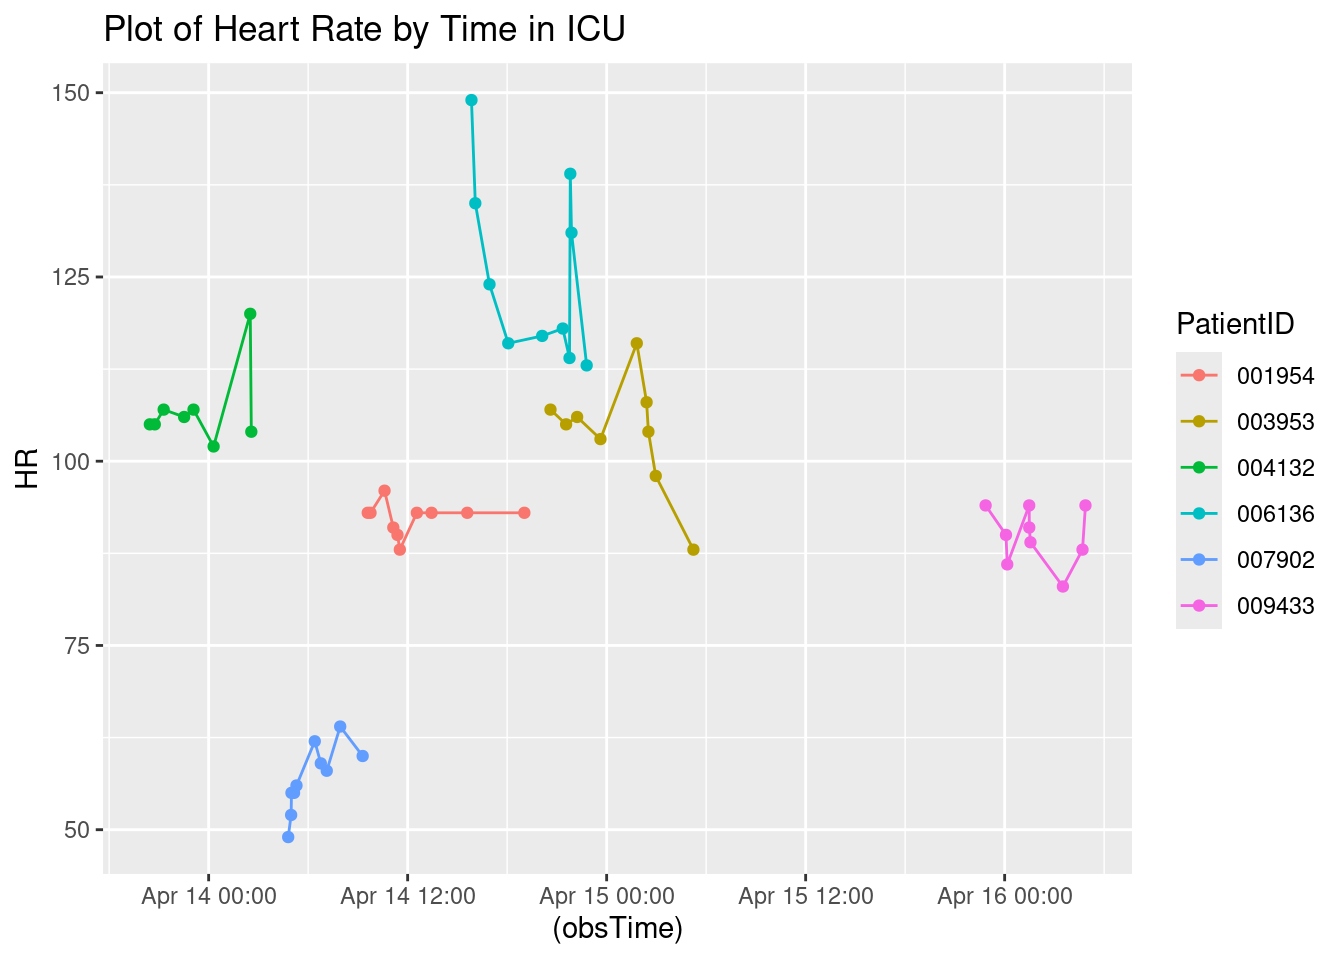 Plot of Heart Rate by Time in ICU
150
125
100
75
50
HR
Apr 14 00:00 Apr 14 12:00 Apr 15 00:00 Apr 15 12:00 Apr 16 00:00
(obsTime)
PatientID
001954
003953
004132
006136
007902
009433